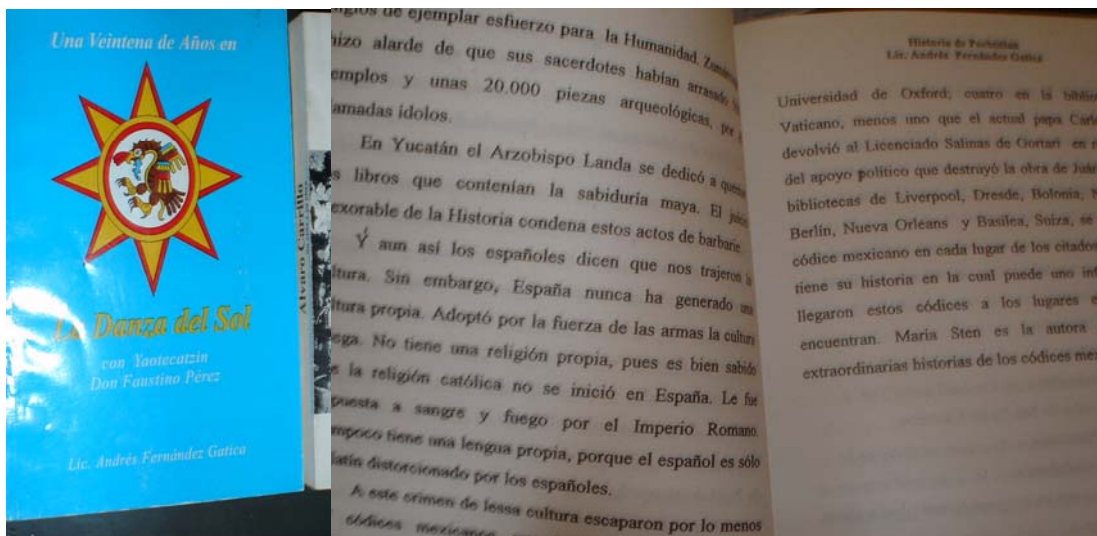 Una Veintena de Años en
La Danza del Sol
con Yaotecatzin
Don Faustino Pérez
Lic. Andrés Fernández Gatica
Alvaro Carrillo
de ejemplar esfuerzo para la Humanidad.
hizo alarde de que sus sacerdotes habían arrasado
emplos y unas 20.000 piezas arqueológicas, por
amadas ídolos.
En Yucatán el Arzobispo Landa se dedicó a
s libros que contenían la sabiduría maya. El
exorable de la Historia condena estos actos de barbarie.
Y aun así los españoles dicen que nos trajeron la
ltura. Sin embargo, España nunca ha generado una
ltura propia. Adoptó por la fuerza de las armas la cultura
ega. No tiene una religión propia, pues es bien sabido
e la religión católica no se inició en España. Le fue
puesta a sangre y fuego por el Imperio Romano.
mpoco tiene una lengua propia, porque el español es sólo
latín distorsionado por los españoles.
A este crimen de lessa cultura escaparon por lo menos
códices mexicanos
Historia de Pochutla
Lic. Andrés Fernández Gatica
Universidad de Oxford; cuatro en la
Vaticano, menos uno que el actual papa
devolvió al Licenciado Salinas de Gortari en
del apoyo político que destruyó la obra de
bibliotecas de Liverpool, Dresde, Bolonia,
Berlín, Nueva Orleans y Basilea, Suiza, se
códice mexicano en cada lugar de los citados
tiene su historia en la cual puede uno
llegaron estos códices a los lugares
encuentran. María Sten es la autora
extraordinarias historias de los códices